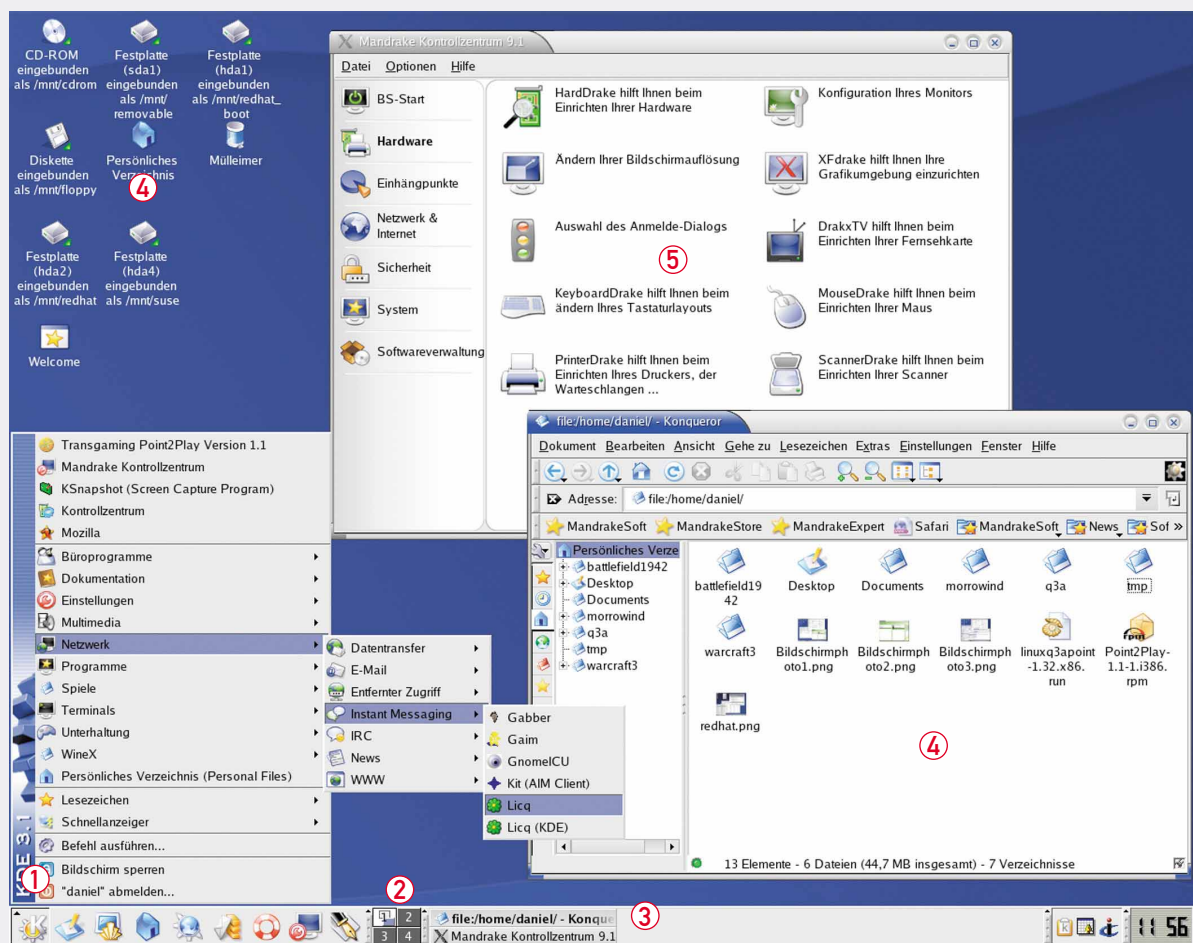 CD-ROM
eingebunden
als /mnt/cdrom
Festplatte
(sda1)
eingebunden
als /mnt/
removable
Festplatte
(hda1)
eingebunden
als /mnt/redhat_
boot
Diskette
eingebunden
als /mnt/floppy
Persönliches
Verzeichnis
④
Mülleimer
Festplatte
(hda2)
eingebunden
als /mnt/redhat
Festplatte
(hda4)
eingebunden
als /mnt/suse
Welcome
Mandrake Kontrollzentrum 9.1
Datei Optionen Hilfe
BS-Start
Hardware
Einhängpunkte
Netzwerk &
Internet
Sicherheit
System
Softwareverwaltung
HardDrake hilft Ihnen beim
Einrichten Ihrer Hardware
Konfiguration Ihres Monitors
Ändern Ihrer Bildschirmauflösung
XFdrake hilft Ihnen Ihre
Grafikumgebung einzurichten
Auswahl des Anmelde-Dialogs
⑤
DrakxTV hilft Ihnen beim
Einrichten Ihrer Fernsehkarte
KeyboardDrake hilft Ihnen beim
ändern Ihres Tastaturlayouts
MouseDrake hilft Ihnen beim
Einrichten Ihrer Maus
PrinterDrake hilft Ihnen beim
Einrichten Ihres Druckers, der
Warteschlangen ...
ScannerDrake hilft Ihnen beim
Einrichten Ihrer Scanner
file:/home/daniel/ - Konqueror
Dokument Bearbeiten Ansicht Gehe zu Lesezeichen Extras Einstellungen Fenster Hilfe
Adresse: file:/home/daniel/
MandrakeSoft MandrakeStore MandrakeExpert Safari MandrakeSoft News Sof »
Persönliches Verze
battlefield1942
Desktop
Documents
morrowind
q3a
tmp
warcraft3
battlefield19
42
Desktop
Documents
morrowind
q3a
tmp
warcraft3
Bildschirmph
oto1.png
Bildschirmph
oto2.png
Bildschirmph
oto3.png
linuxq3apoint
-1.32.x86.
run
rpm
Point2Play-
1.1-1.i386.
rpm
redhat.png
④
13 Elemente - 6 Dateien (44,7 MB insgesamt) - 7 Verzeichnisse
Transgaming Point2Play Version 1.1
Mandrake Kontrollzentrum
KSnapshot (Screen Capture Program)
Kontrollzentrum
Mozilla
Büroprogramme
Dokumentation
Einstellungen
Multimedia
Netzwerk
Programme
Spiele
Terminals
Unterhaltung
WineX
Persönliches Verzeichnis (Personal Files)
Lesezeichen
Schnellanzeiger
Befehl ausführen...
Bildschirm sperren
"daniel" abmelden...
KDE 3.1
①
Datentransfer
E-Mail
Entfernter Zugriff
Instant Messaging
IRC
News
WWW
Gabber
Gaim
GnomeICU
Kit (AIM Client)
Licq
Licq (KDE)
②
1 2
3 4
file:/home/daniel/ - Konque
Mandrake Kontrollzentrum 9.1
③
11 56